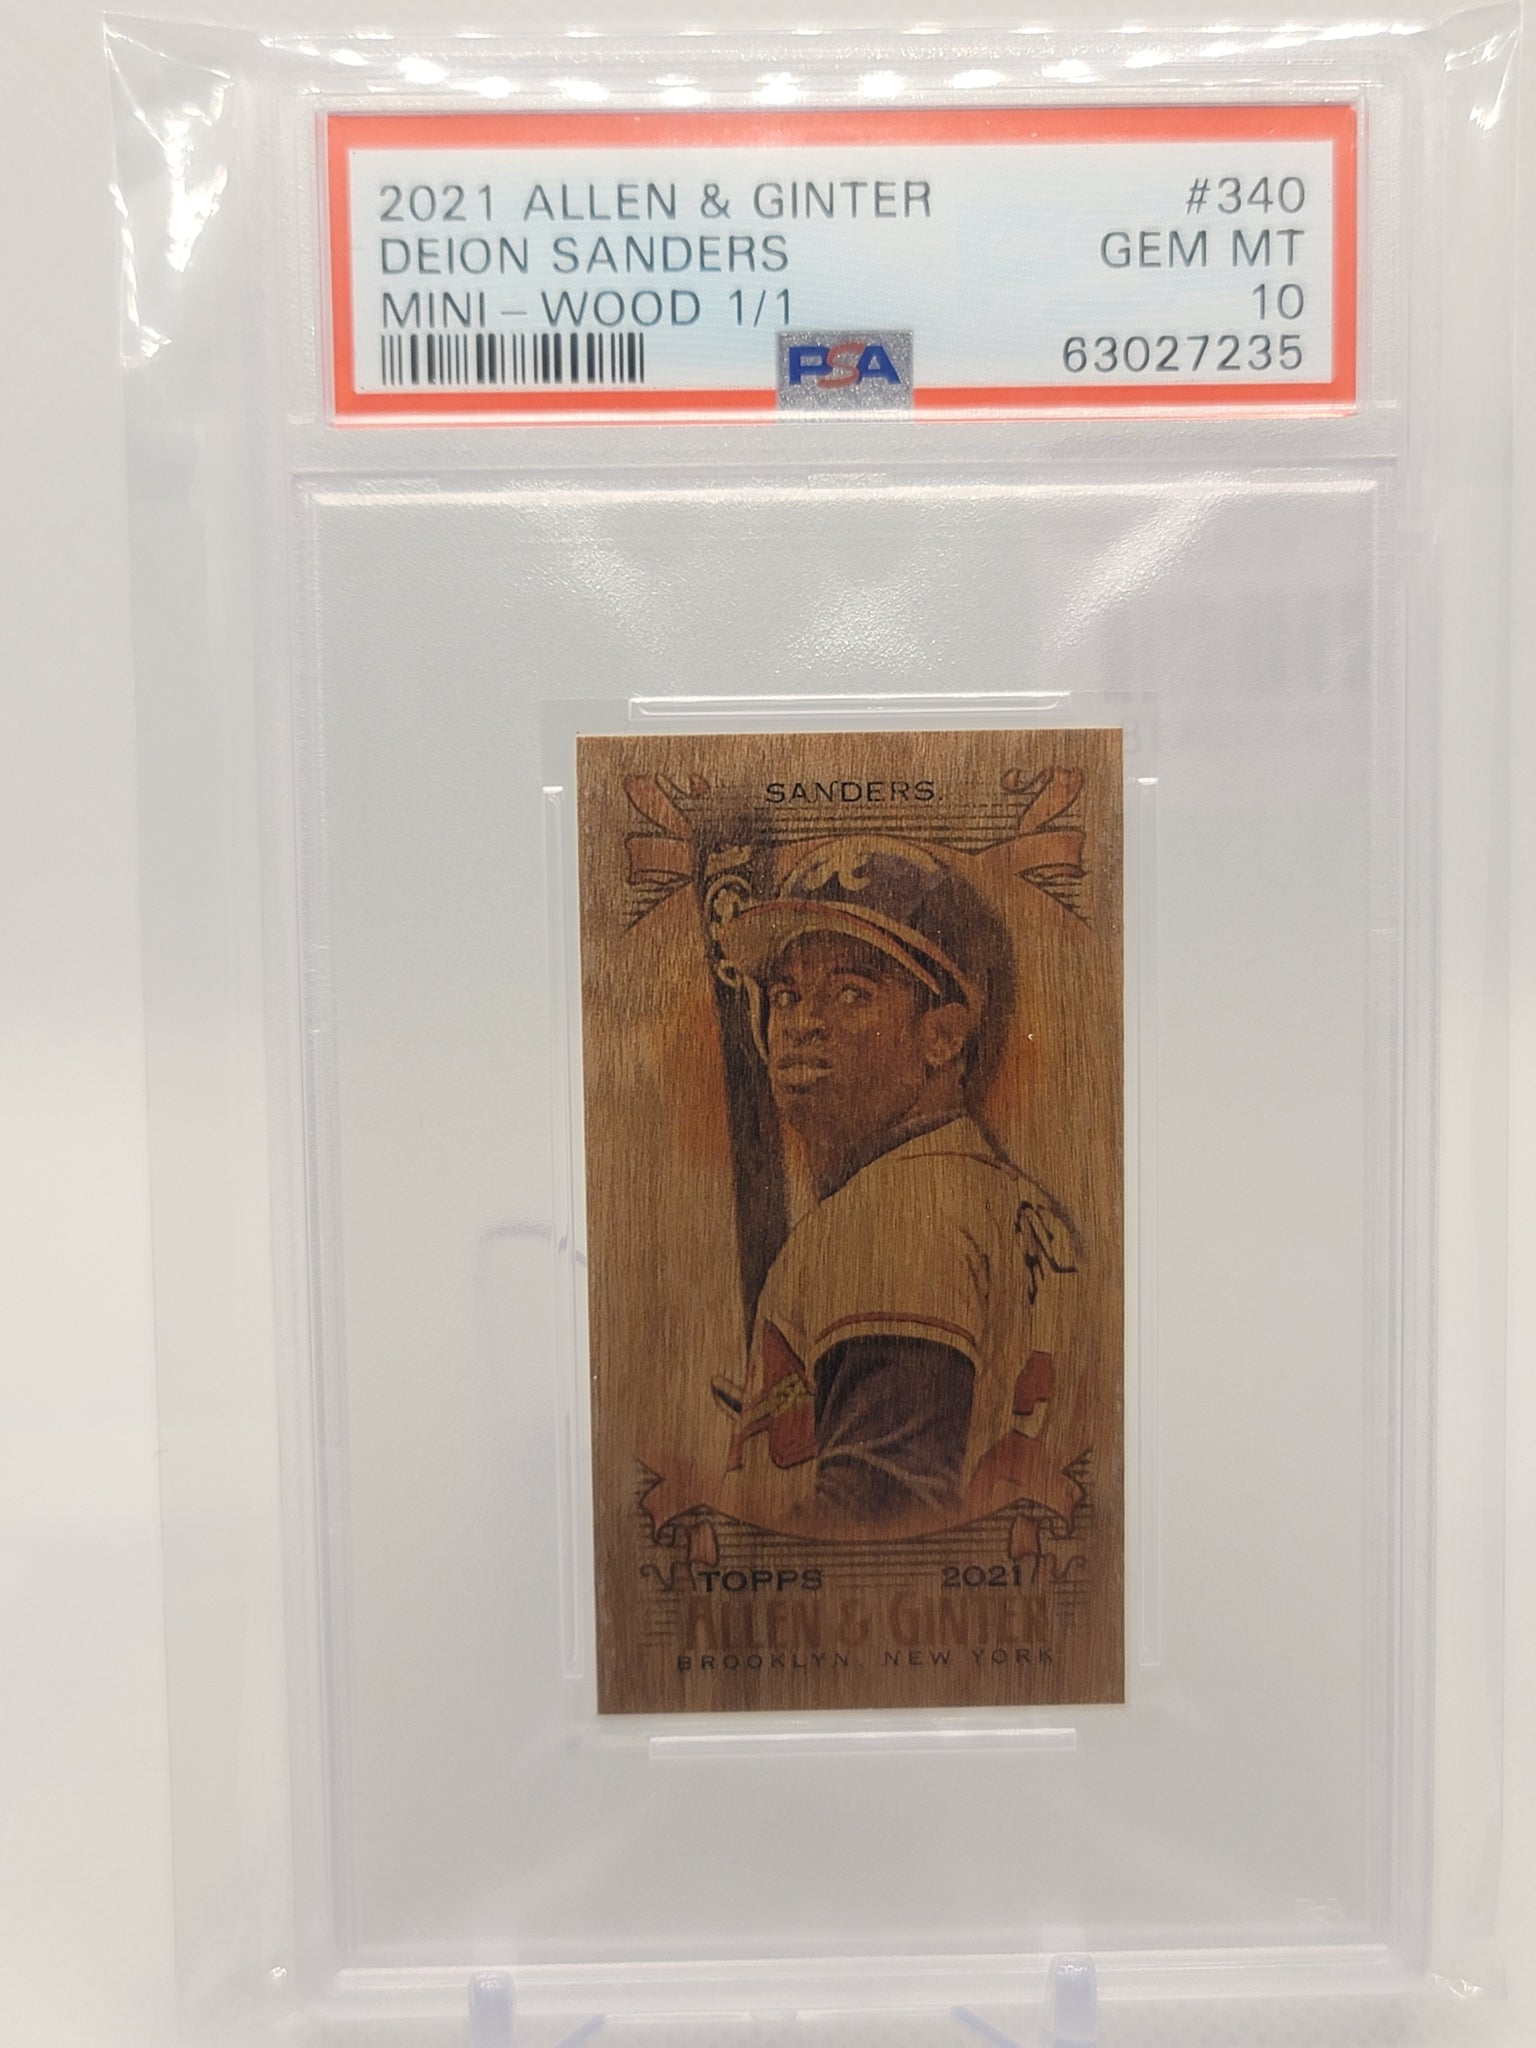 2021 ALLEN & GINTER #340
DEION SANDERS GEM MT
MINI - WOOD 1/1 10
PSA 63027235
SANDERS.
TOPPS 2021
ALLEN & GINTER
BROOKLYN, NEW YORK